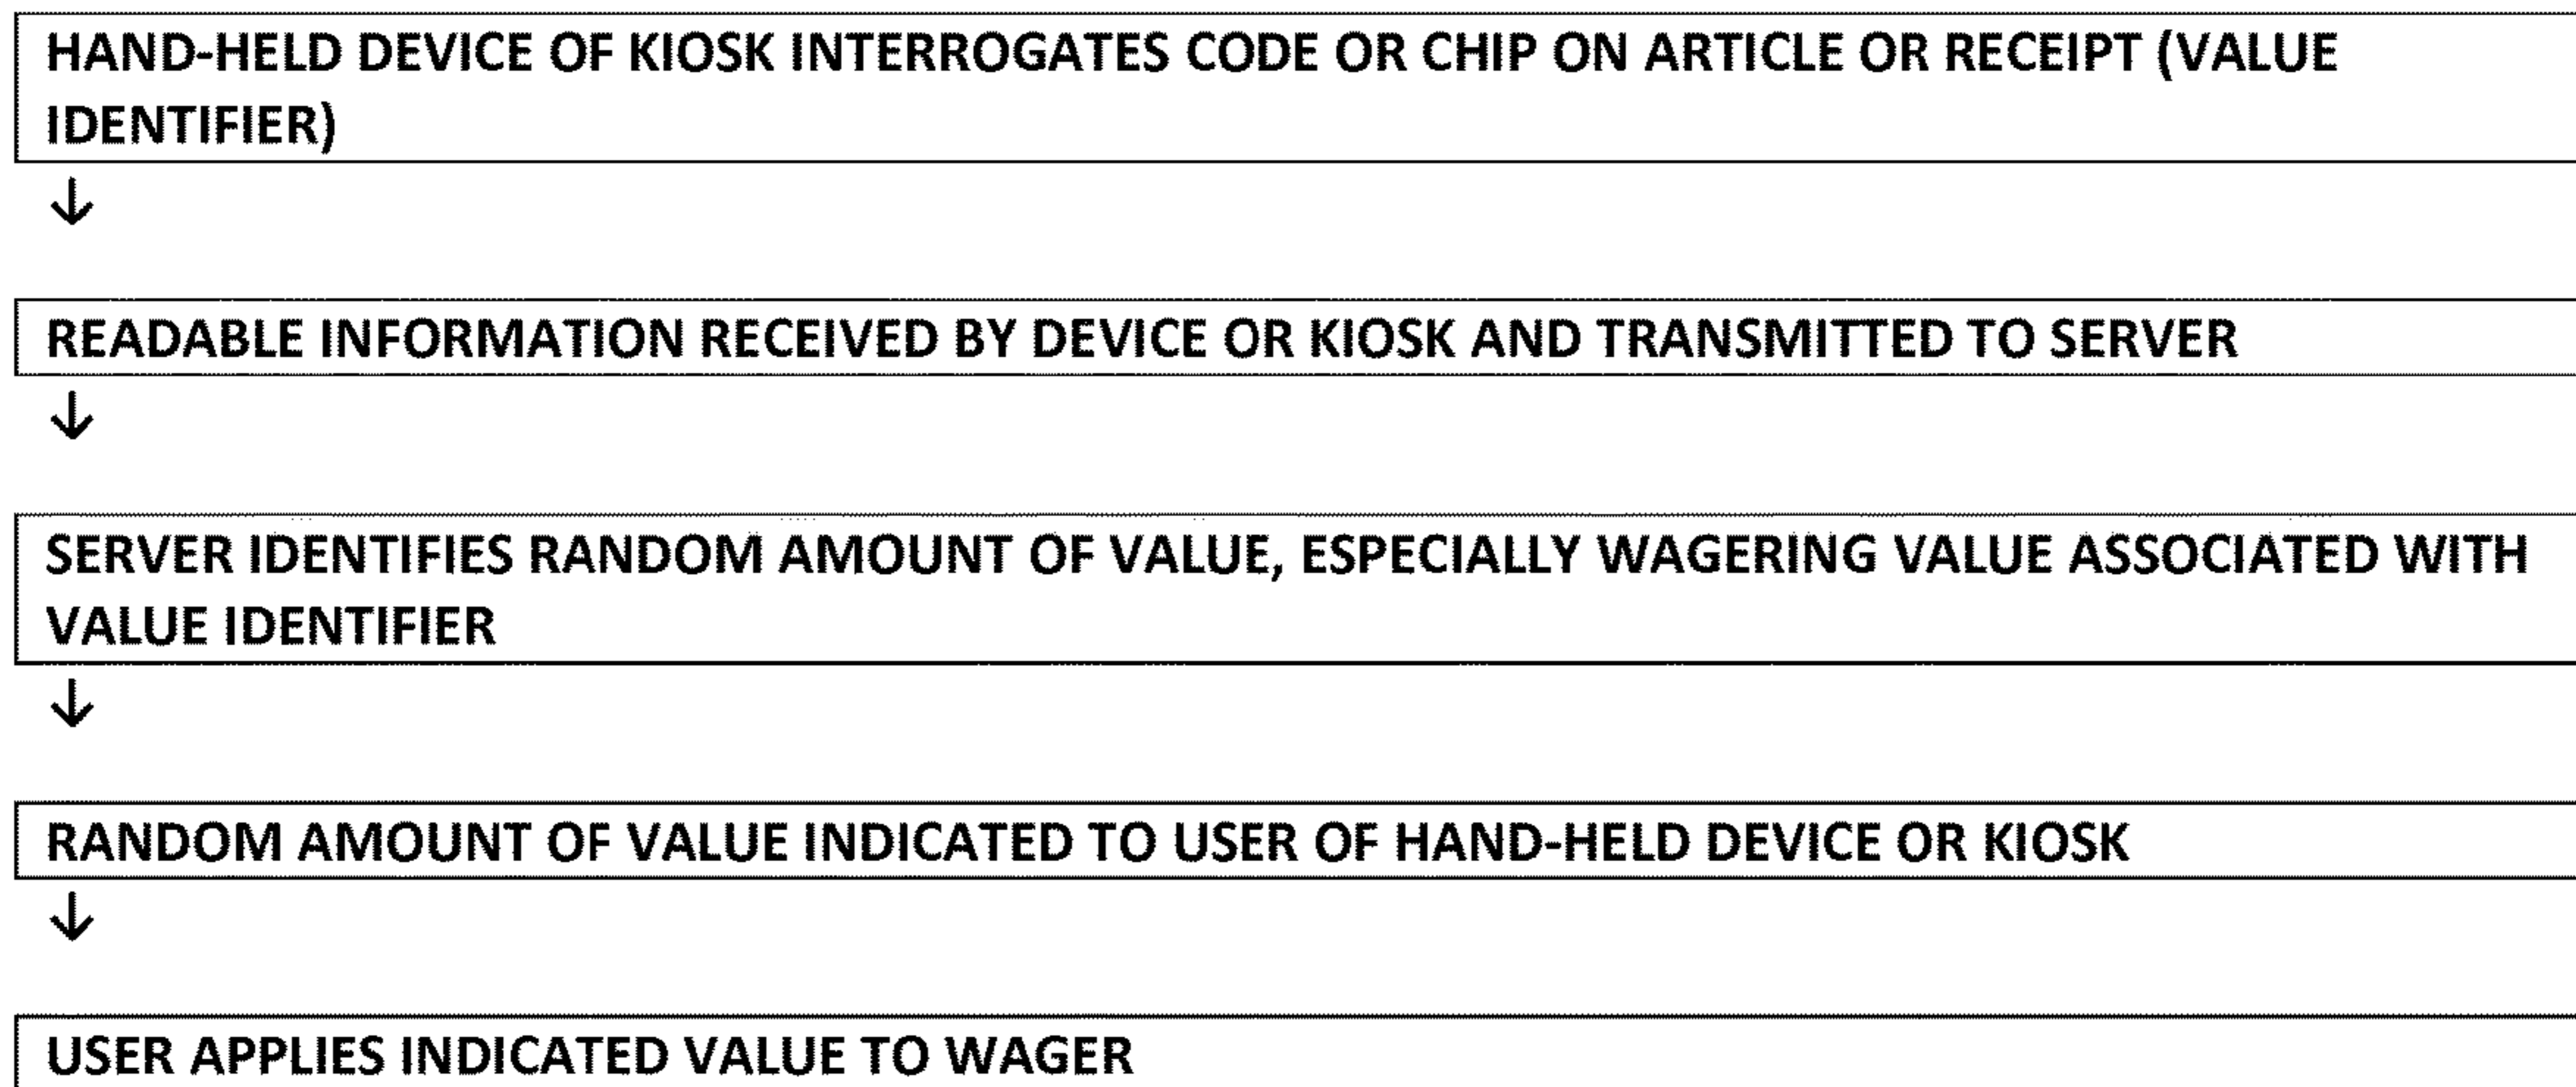 HAND-HELD DEVICE OF KIOSK INTERROGATES CODE OR CHIP ON ARTICLE OR RECEIPT (VALUE
IDENTIFIER)
↓
READABLE INFORMATION RECEIVED BY DEVICE OR KIOSK AND TRANSMITTED TO SERVER
↓
SERVER IDENTIFIES RANDOM AMOUNT OF VALUE, ESPECIALLY WAGERING VALUE ASSOCIATED WITH
VALUE IDENTIFIER
↓
RANDOM AMOUNT OF VALUE INDICATED TO USER OF HAND-HELD DEVICE OR KIOSK
↓
USER APPLIES INDICATED VALUE TO WAGER